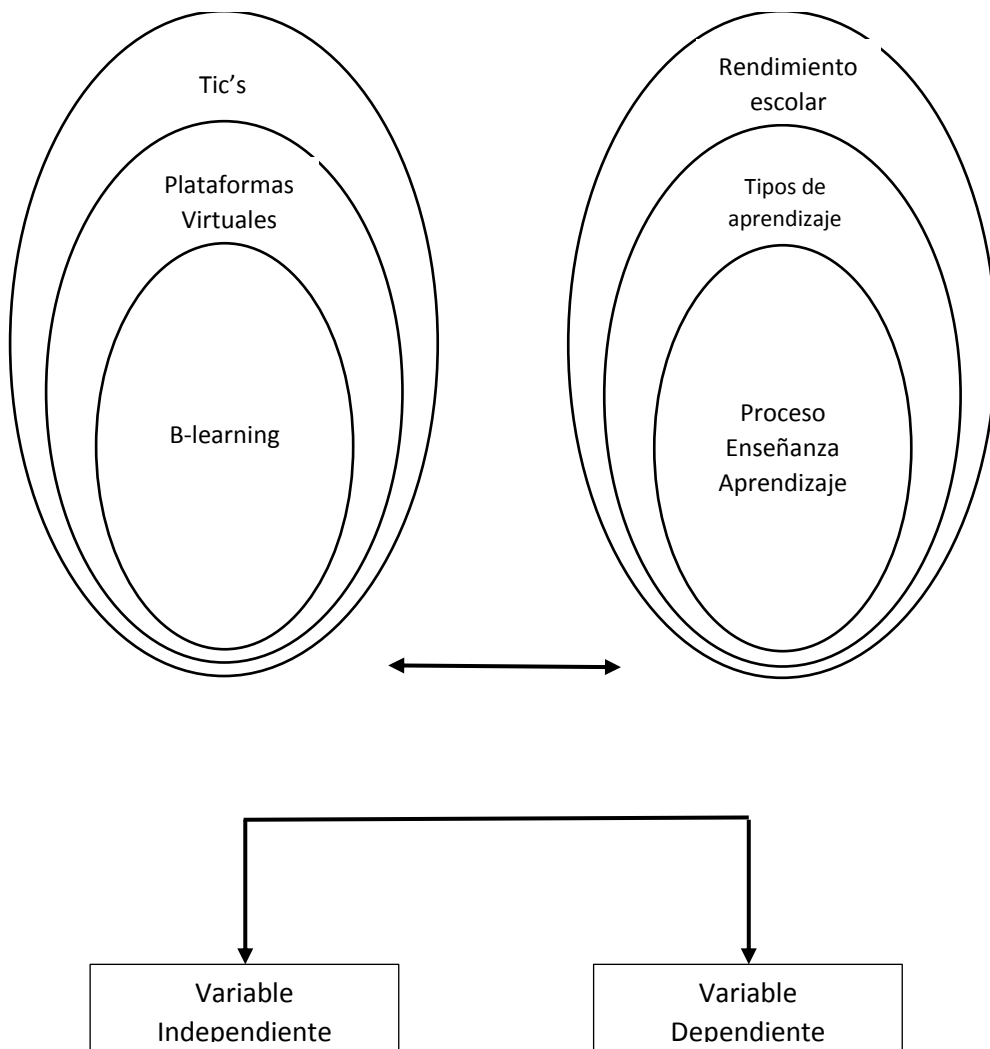 Tic’s
Plataformas
Virtuales
B-learning
Rendimiento
escolar
Tipos de
aprendizaje
Proceso
Enseñanza
Aprendizaje
Variable
Independiente
Variable
Dependiente